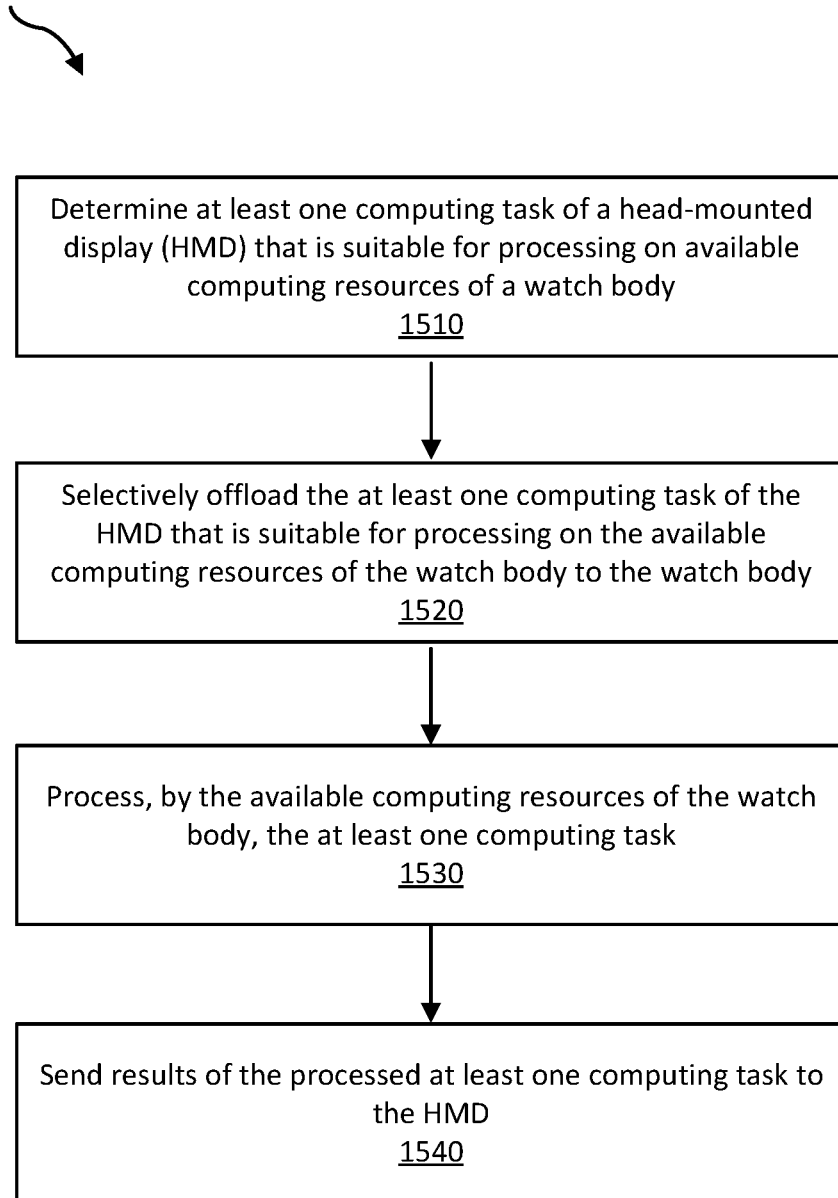 Determine at least one computing task of a head-mounted
display (HMD) that is suitable for processing on available
computing resources of a watch body
1510
Selectively offload the at least one computing task of the
HMD that is suitable for processing on the available
computing resources of the watch body to the watch body
1520
Process, by the available computing resources of the watch
body, the at least one computing task
1530
Send results of the processed at least one computing task to
the HMD
1540